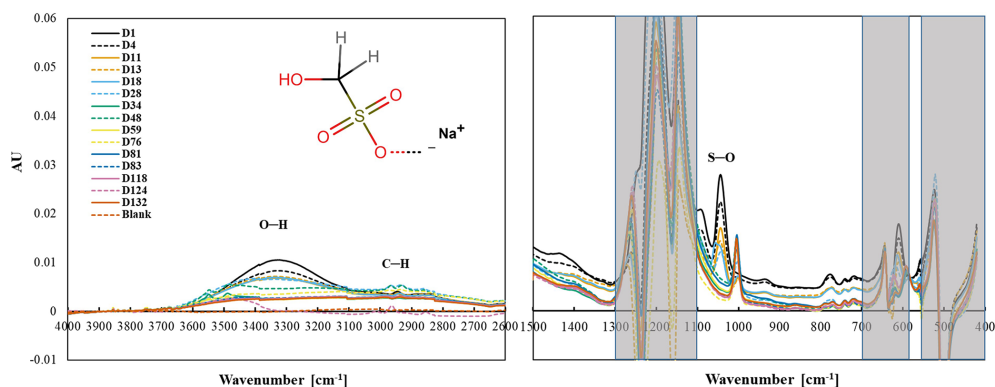 0.06
0.05
0.04
0.03
0.02
0.01
0
-0.01
AU
D1
D4
D11
D13
D18
D28
D34
D48
D59
D76
D81
D83
D118
D124
D132
Blank
H
H
HO
S
O
O
O
−
Na+
O—H
C—H
4000 3900 3800 3700 3600 3500 3400 3300 3200 3100 3000 2900 2800 2700 2600
Wavenumber [cm-1]
S—O
1500 1400 1300 1200 1100 1000 900 800 700 600 500 400
Wavenumber [cm-1]